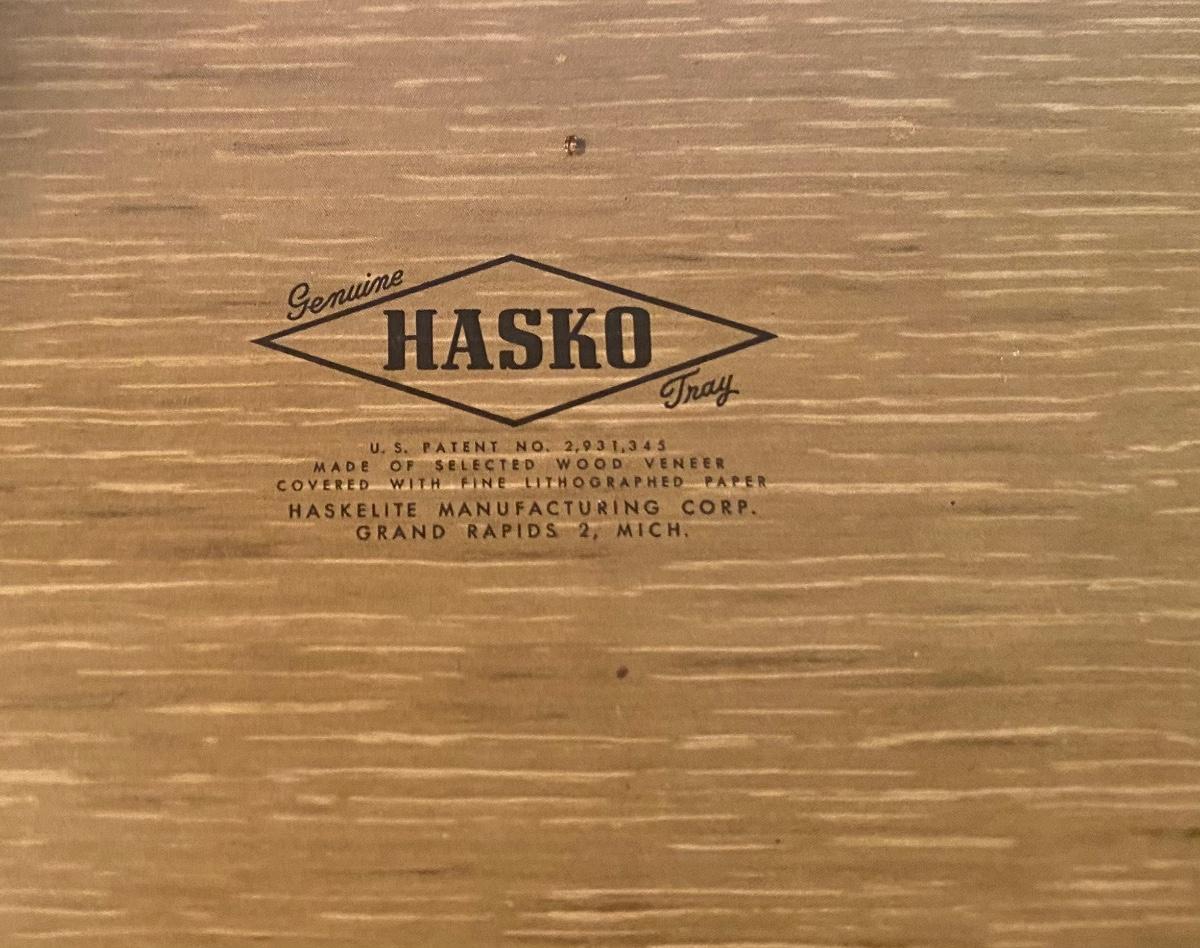 Genuine
HASKO
Tray
U. S. PATENT NO. 2,931,345
MADE OF SELECTED WOOD VENEER
COVERED WITH FINE LITHOGRAPHED PAPER
HASKELITE MANUFACTURING CORP.
GRAND RAPIDS 2, MICH.